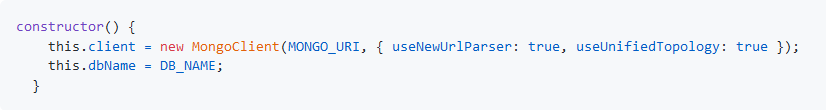 constructor() {
    this.client = new MongoClient(MONGO_URI, { useNewUrlParser: true, useUnifiedTopology: true });
    this.dbName = DB_NAME;
  }